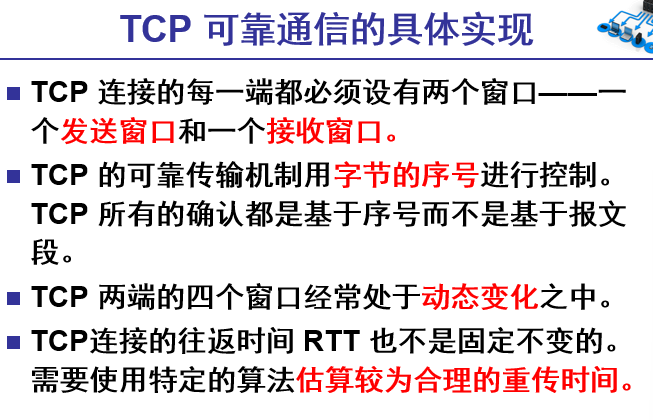 TCP 可靠通信的具体实现
TCP 连接的每一端都必须设有两个窗口——一
个发送窗口和一个接收窗口。
TCP 的可靠传输机制用字节的序号进行控制。
TCP 所有的确认都是基于序号而不是基于报文
段。
TCP 两端的四个窗口经常处于动态变化之中。
TCP连接的往返时间 RTT 也不是固定不变的。
需要使用特定的算法估算较为合理的重传时间。